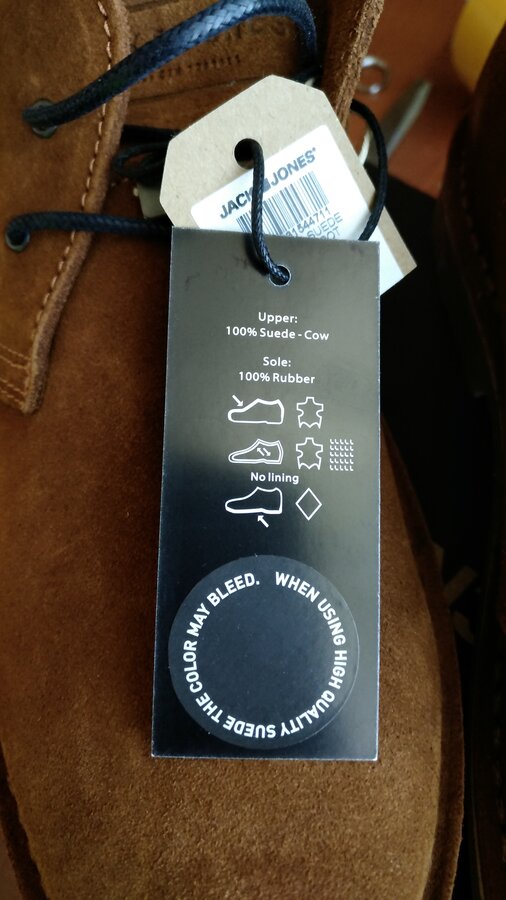 JACK JONES®
1544711
SUEDE
Upper:
100% Suede - Cow
Sole:
100% Rubber
No lining
WHEN USING HIGH QUALITY SUEDE THE COLOR MAY BLEED.